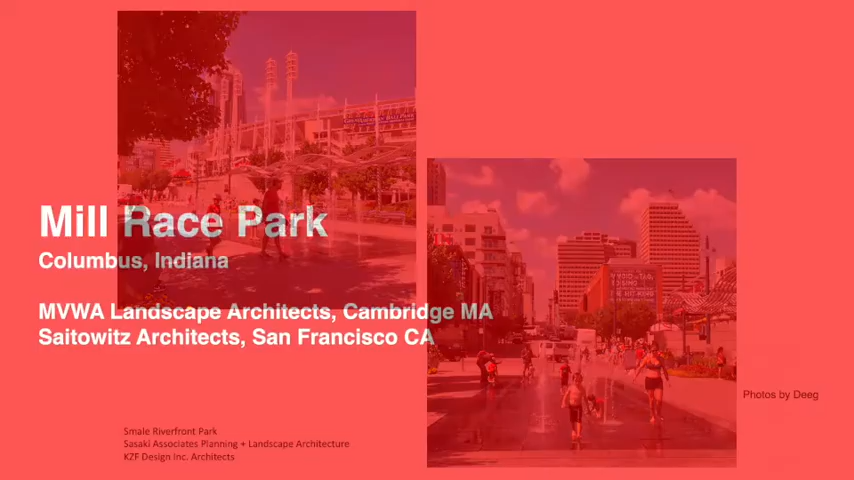 Mill Race Park
Columbus, Indiana
MVWA Landscape Architects, Cambridge MA
Saitowitz Architects, San Francisco CA
Photos by Deeg
Smale Riverfront Park
Sasaki Associates Planning + Landscape Architecture
KZF Design Inc. Architects